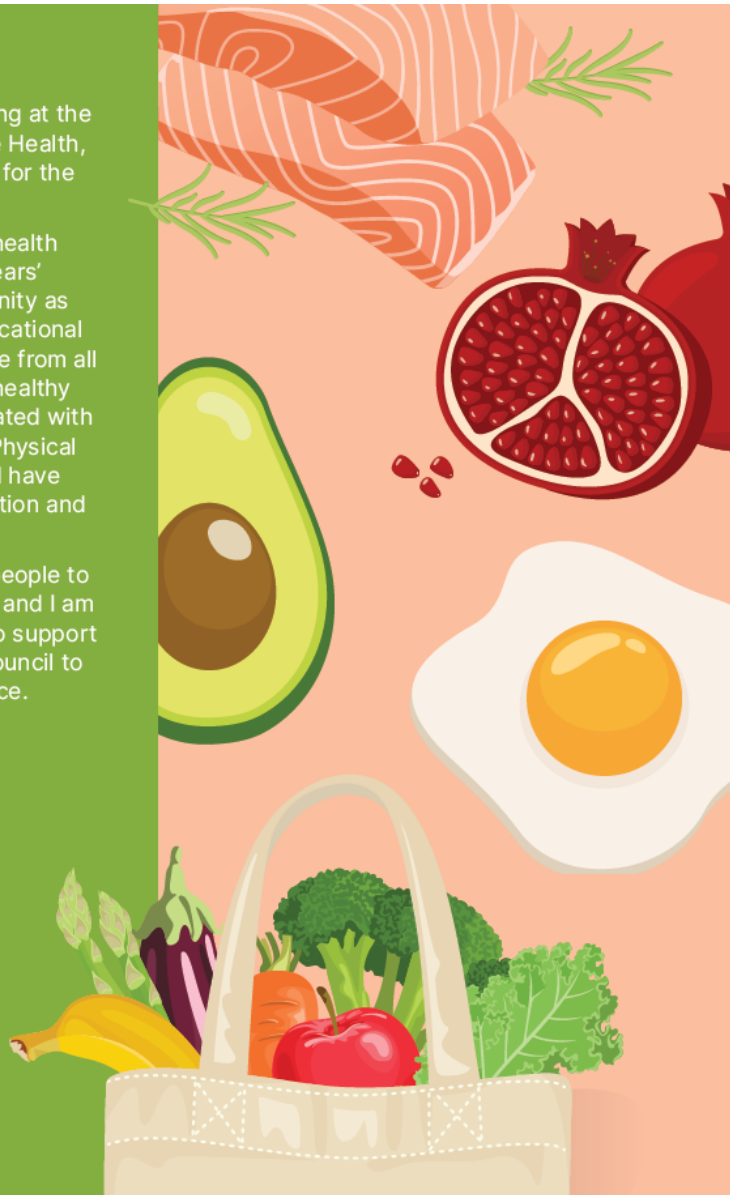 ng at the
Health,
for the
health
ears’
nity as
cational
e from all
healthy
ated with
Physical
I have
tion and
eople to
and I am
o support
ouncil to
ce.